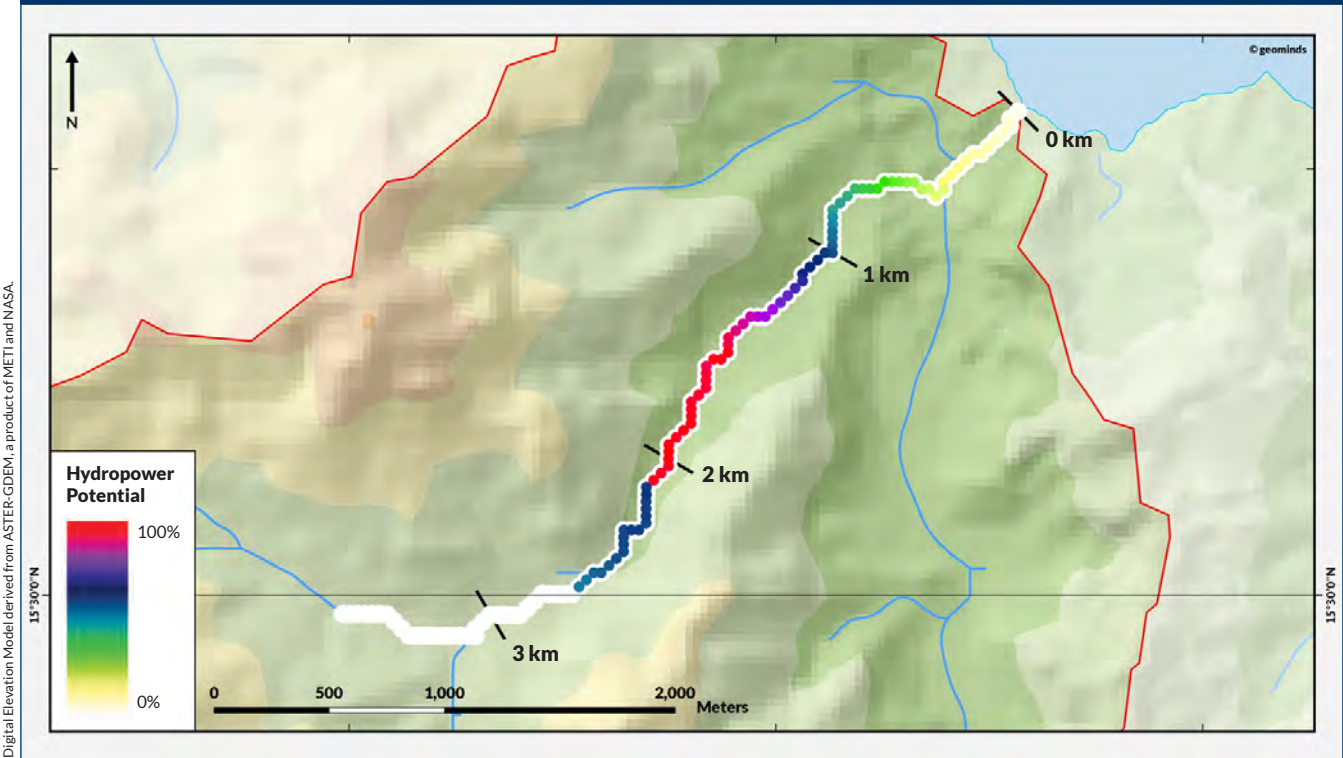 © geominds
N
0 km
1 km
2 km
3 km
Hydropower
Potential
100%
0%
0 500 1,000 2,000
Meters
15°30'0"N
15°30'0"N
Digital Elevation Model derived from ASTER-GDEM, a product of METI and NASA.